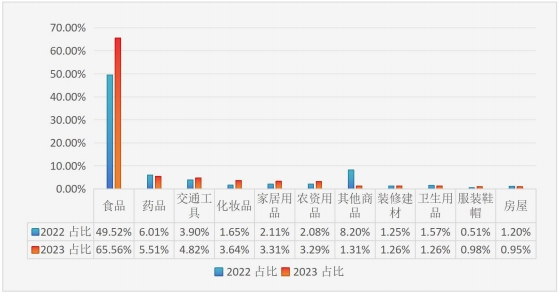 70.00%
60.00%
50.00%
40.00%
30.00%
20.00%
10.00%
0.00%
食品 药品 交通工具 化妆品 家居用品 农资用品 其他商品 装修建材 卫生用品 服装鞋帽 房屋
2022 占比 49.52% 6.01% 3.90% 1.65% 2.11% 2.08% 8.20% 1.25% 1.57% 0.51% 1.20%
2023 占比 65.56% 5.51% 4.82% 3.64% 3.31% 3.29% 1.31% 1.26% 1.26% 0.98% 0.95%
2022 占比 2023 占比